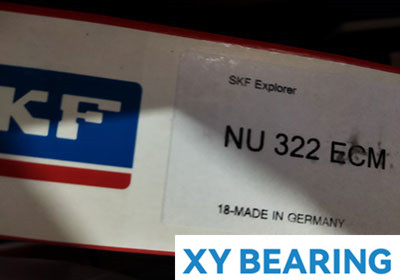 SKF
SKF Explorer
NU 322 ECM
18-MADE IN GERMANY
XY BEARING